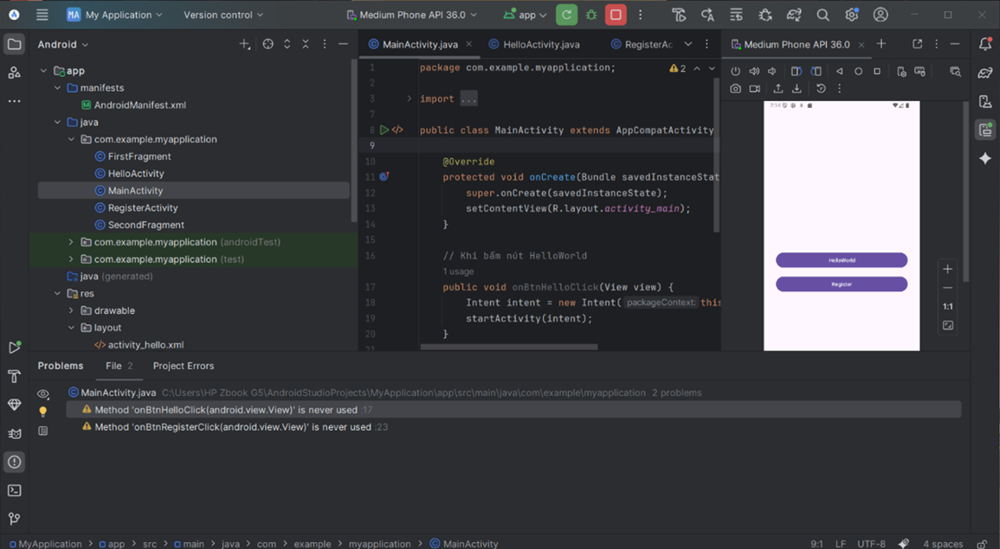 MA My Application Version control Medium Phone API 36.0 app
Android
app
manifests
AndroidManifest.xml
java
com.example.myapplication
FirstFragment
HelloActivity
MainActivity
RegisterActivity
SecondFragment
com.example.myapplication (androidTest)
com.example.myapplication (test)
java (generated)
res
drawable
layout
activity_hello.xml
MainActivity.java HelloActivity.java RegisterAc
2
1 package com.example.myapplication;
2
3 import ...
7
8 public class MainActivity extends AppCompatActivity
9
10 @Override
11 protected void onCreate(Bundle savedInstanceStat
12 super.onCreate(savedInstanceState);
13 setContentView(R.layout.activity_main);
14 }
15
16 // Khi bấm nút HelloWorld
1 usage
17 public void onBtnHelloClick(View view) {
18 Intent intent = new Intent( packageContext: this
19 startActivity(intent);
20 }
21
Medium Phone API 36.0
7:14
HelloWorld
Register
1:1
Problems File 2 Project Errors
MainActivity.java C:\Users\HP Zbook G5\AndroidStudioProjects\MyApplication\app\src\main\java\com\example\myapplication 2 problems
Method 'onBtnHelloClick(android.view.View)' is never used :17
Method 'onBtnRegisterClick(android.view.View)' is never used :23
MyApplication > app > src > main > java > com > example > myapplication > MainActivity
9:1 LF UTF-8 4 spaces